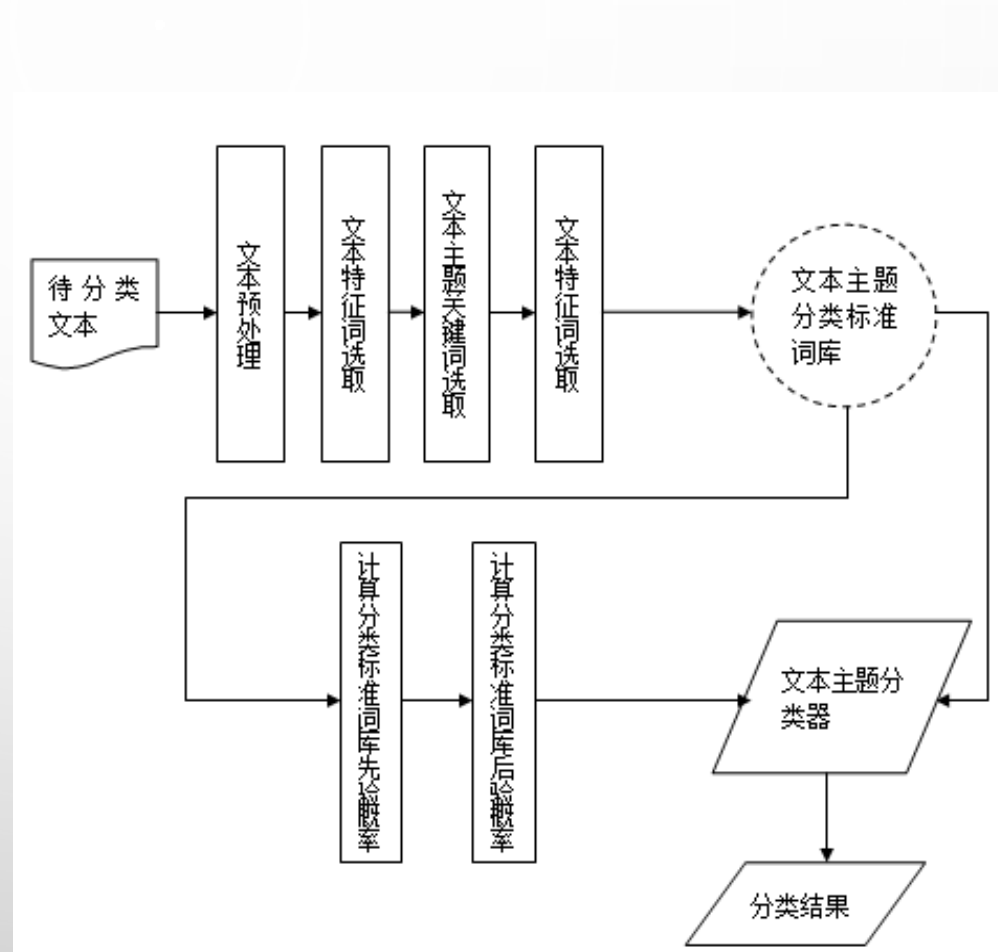 待分类
文本
文本预处理
文本特征词选取
文本主题关键词选取
文本特征词选取
文本主题
分类标准
词库
计算分类标准词库先验概率
计算分类标准词库后验概率
文本主题分
类器
分类结果